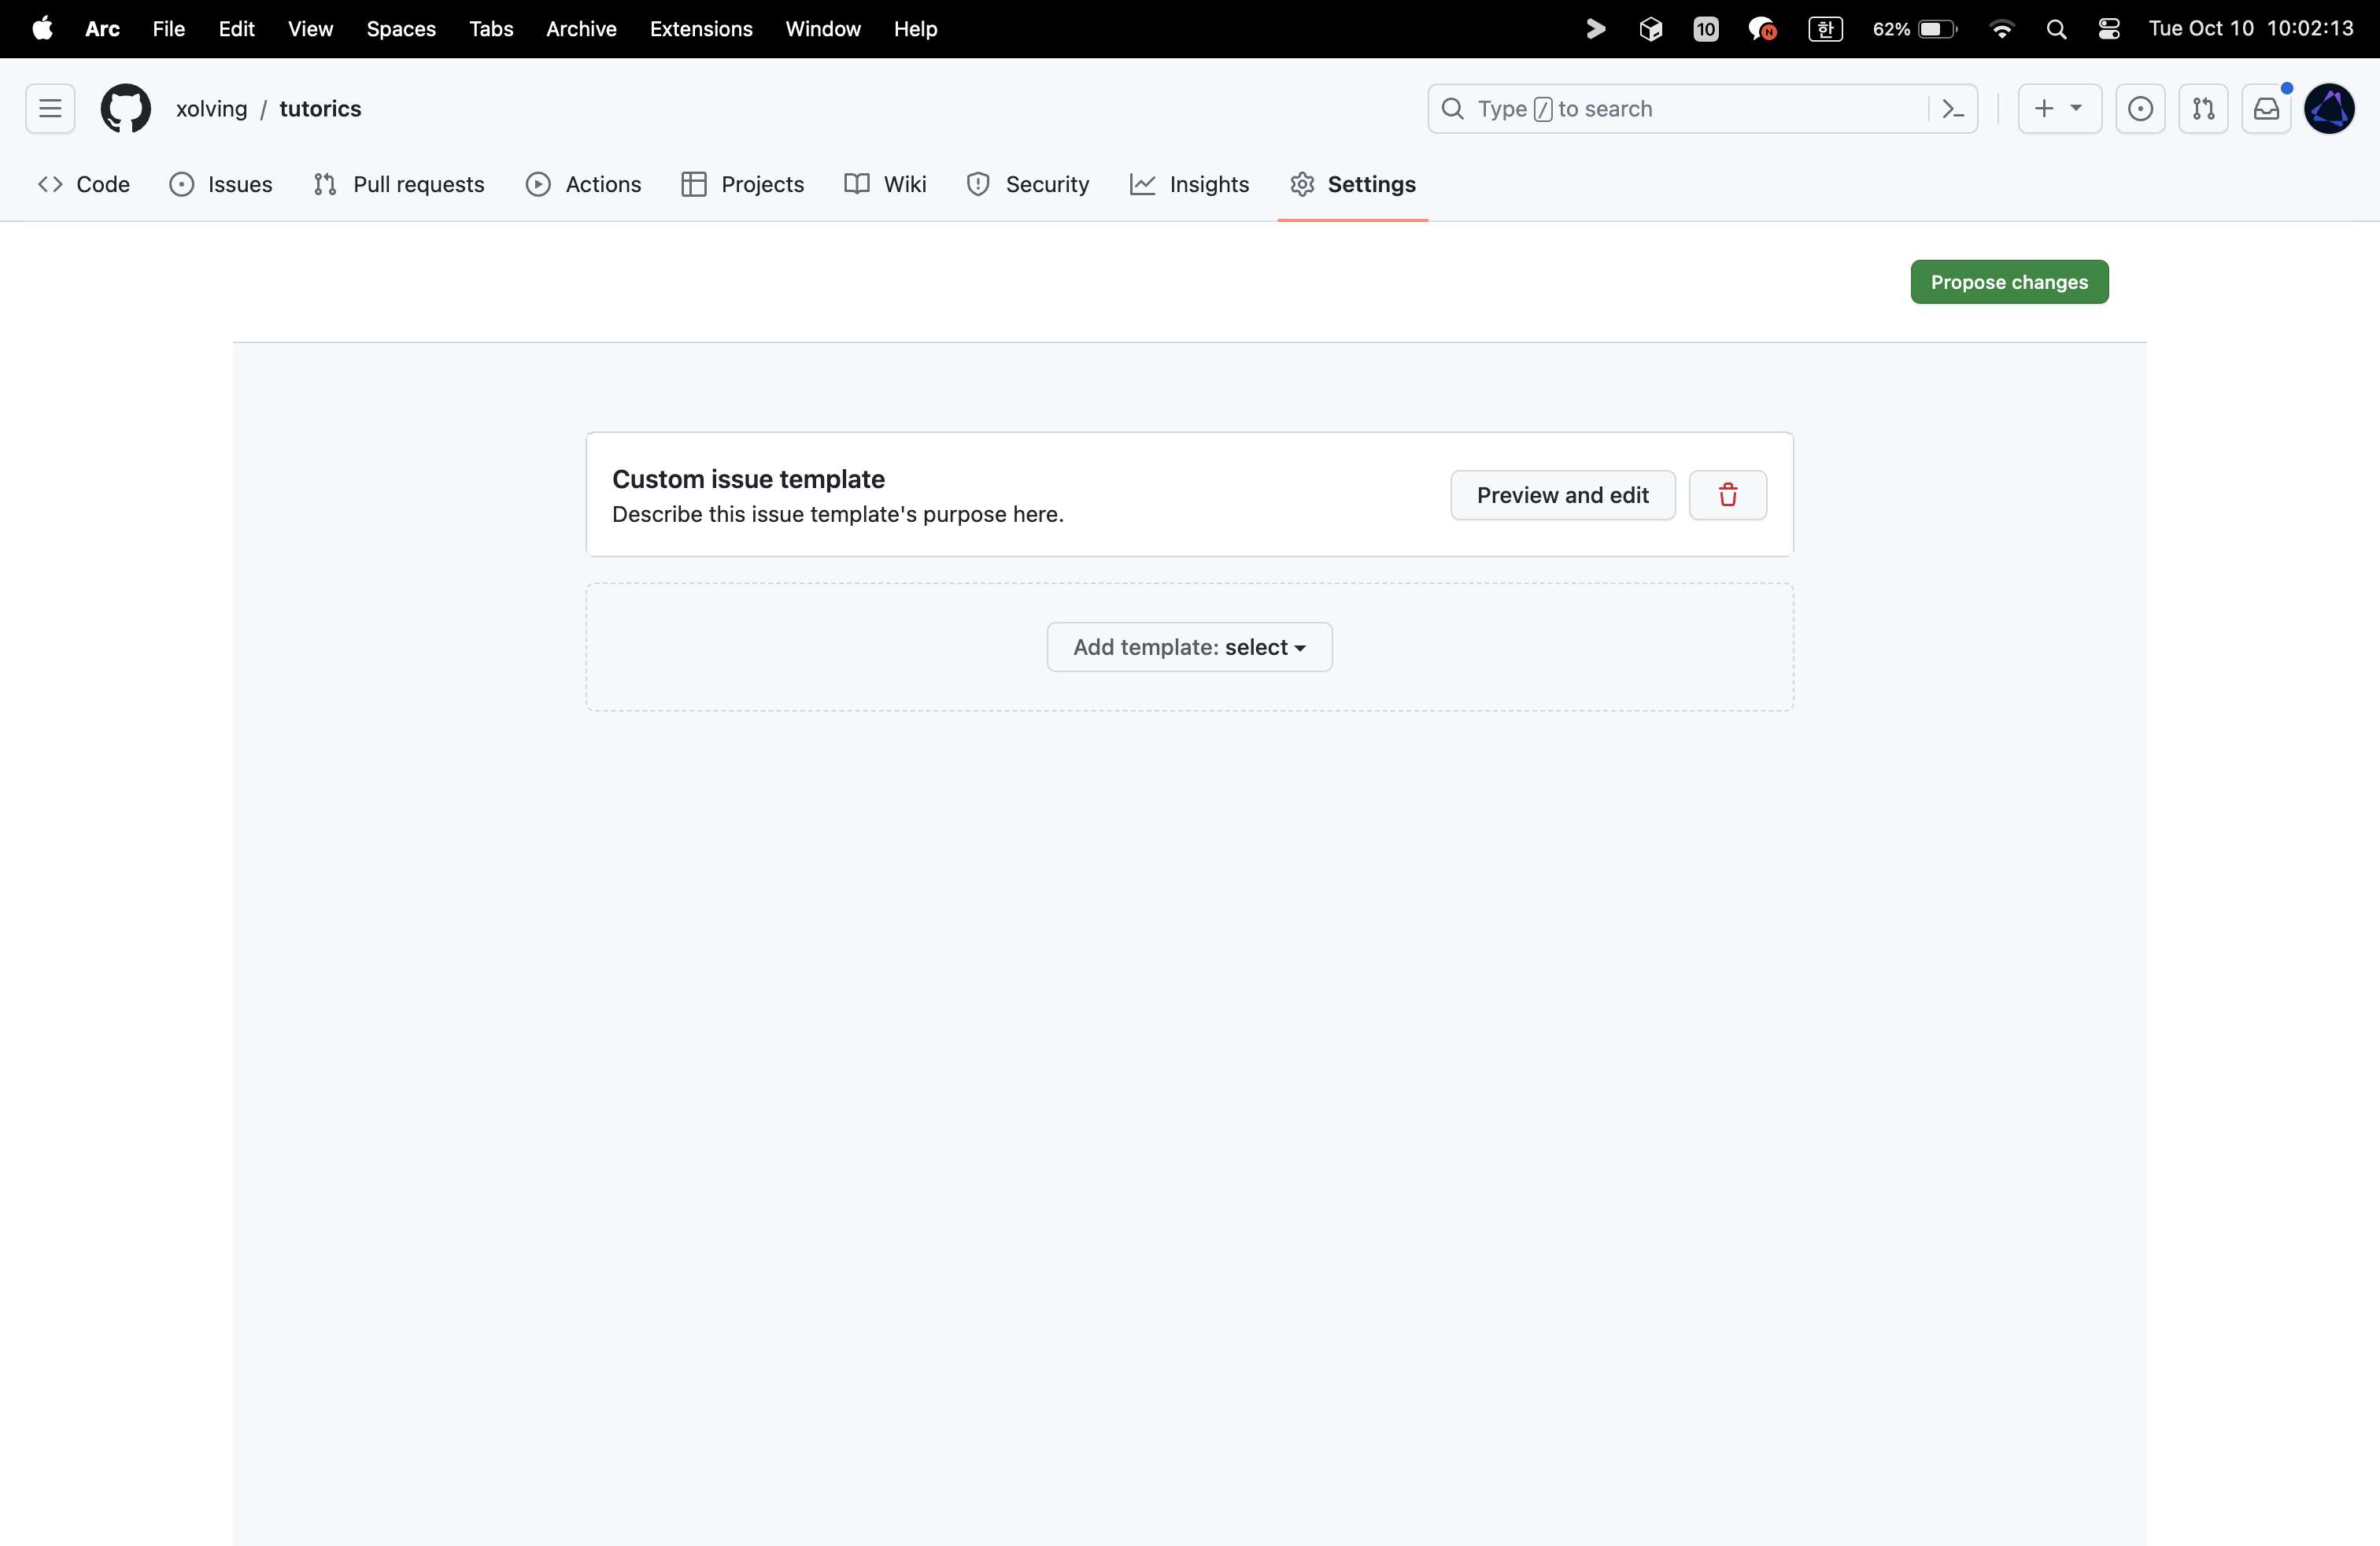 Arc File Edit View Spaces Tabs Archive Extensions Window Help 10 N 한 62% Tue Oct 10 10:02:13
xolving / tutorics Type / to search
Code Issues Pull requests Actions Projects Wiki Security Insights Settings
Propose changes
Custom issue template
Describe this issue template's purpose here.
Preview and edit
Add template: select